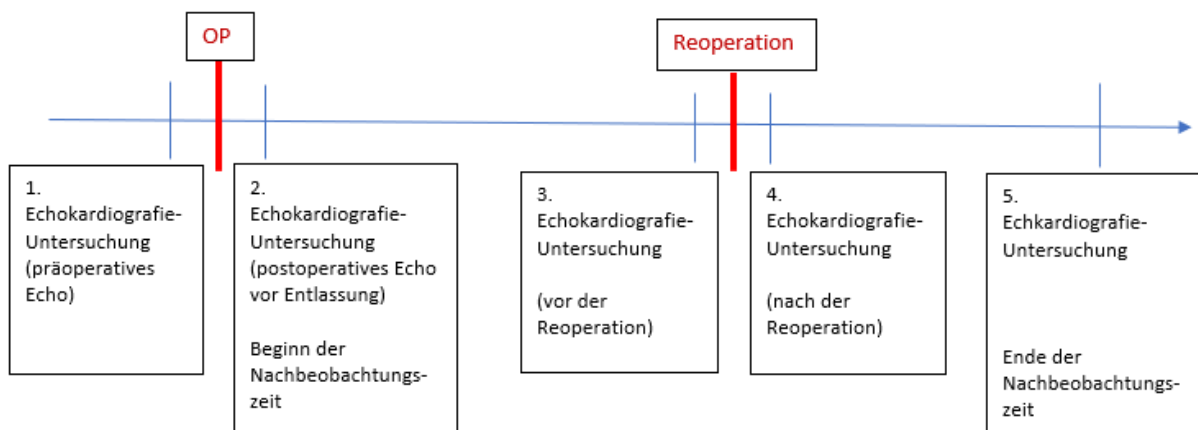 OP
Reoperation
1.
Echokardiografie-
Untersuchung
(präoperatives
Echo)
2.
Echokardiografie-
Untersuchung
(postoperatives Echo
vor Entlassung)
Beginn der
Nachbeobachtungs-
zeit
3.
Echokardiografie-
Untersuchung
(vor der
Reoperation)
4.
Echokardiografie-
Untersuchung
(nach der
Reoperation)
5.
Echkardiografie-
Untersuchung
Ende der
Nachbeobachtungs-
zeit